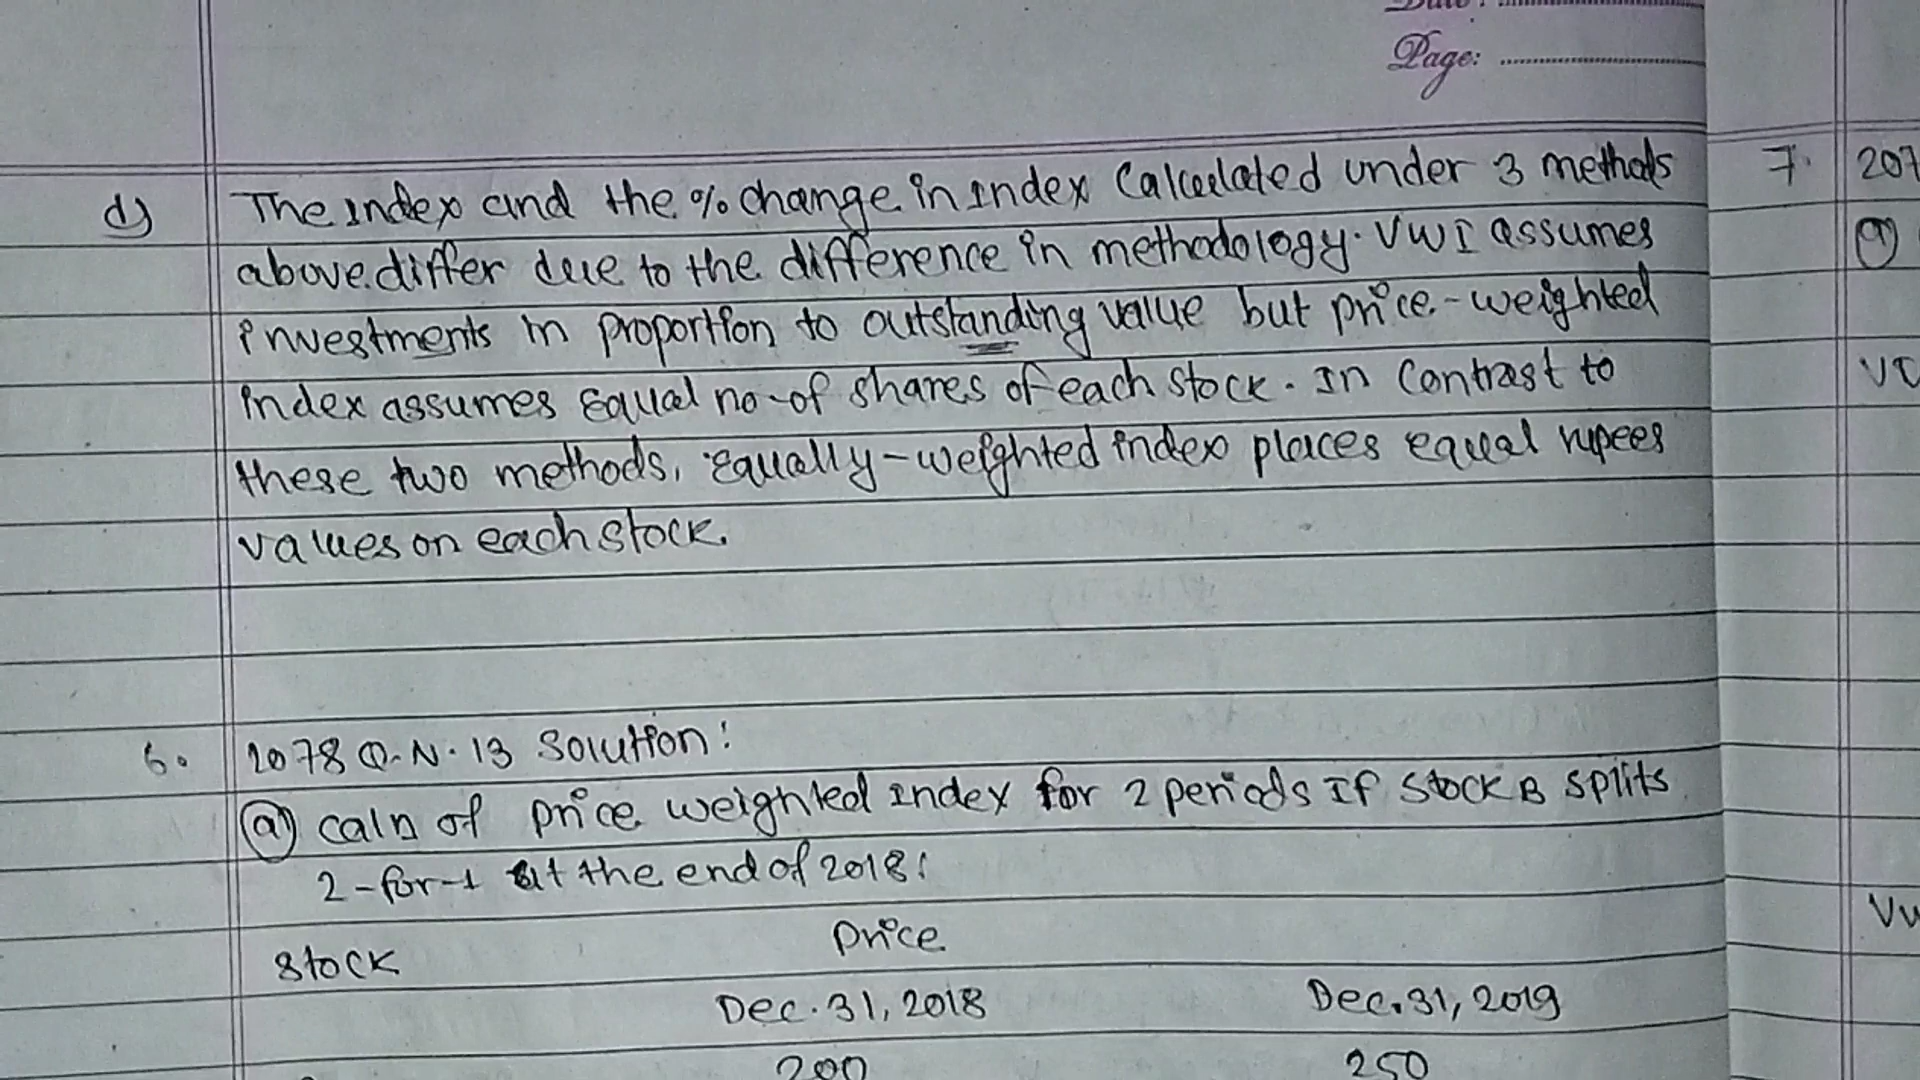 Date:
Page:
d) The Index and the % change in Index Calculated under 3 methods
above differ due to the difference in methodology. VWI assumes
investments in proportion to outstanding value but price-weighted
index assumes Equal no. of shares of each stock. In Contrast to
these two methods, Equally-weighted index places equal rupees
values on each stock.
6. 2078 Q.N. 13 Solution:
(a) caln of price weighted Index for 2 periods If stock B splits
2-for-1 at the end of 2018:
Stock Price
Dec. 31, 2018 Dec. 31, 2019
200 250
7. 207
(a)